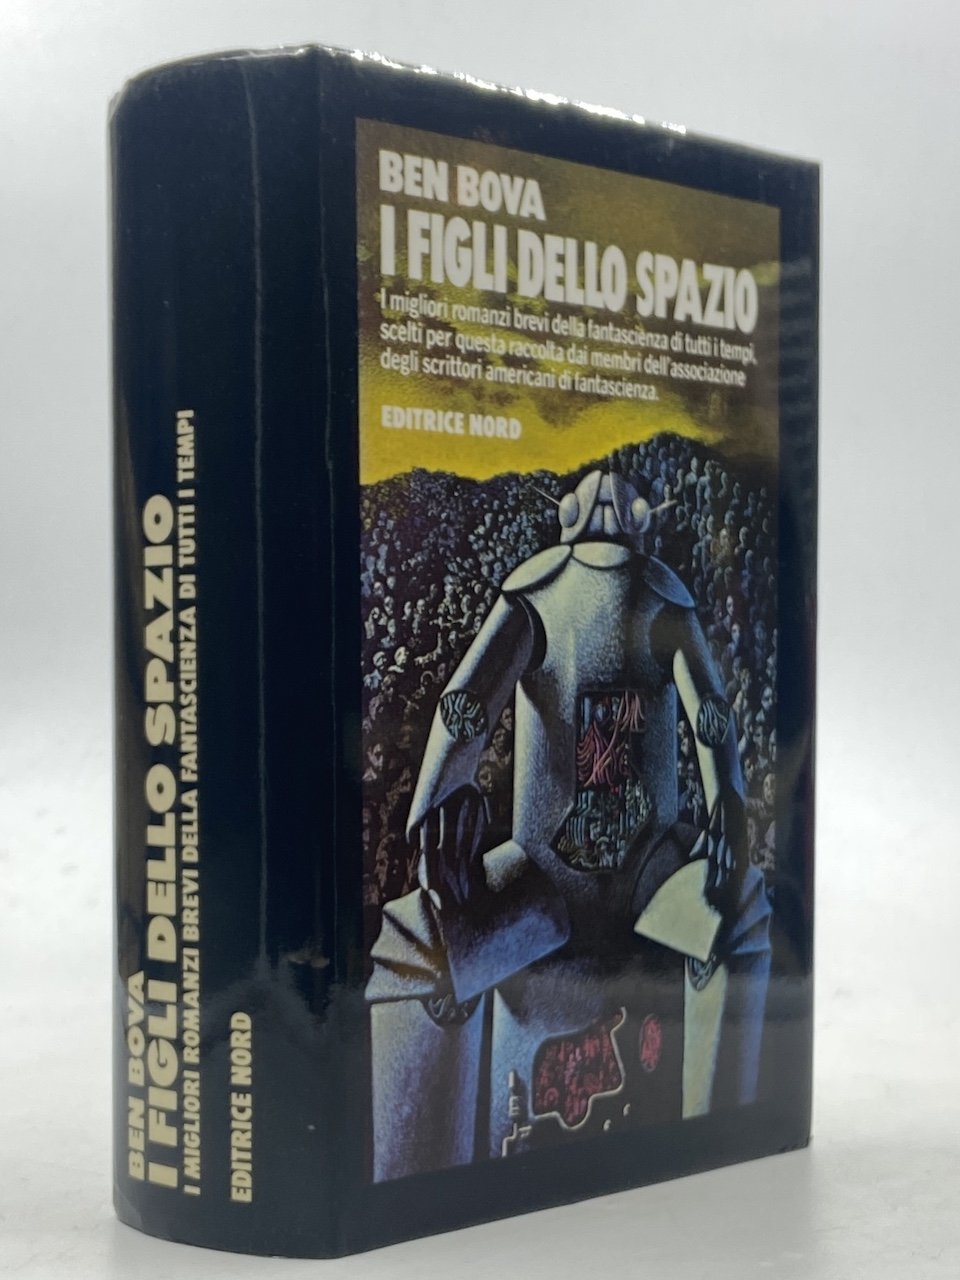 BEN BOVA
I FIGLI DELLO SPAZIO
I migliori romanzi brevi della fantascienza di tutti i tempi,
scelti per questa raccolta dai membri dell'associazione
degli scrittori americani di fantascienza.
EDITRICE NORD
BEN BOVA
I FIGLI DELLO SPAZIO
I MIGLIORI ROMANZI BREVI DELLA FANTASCIENZA DI TUTTI I TEMPI
EDITRICE NORD